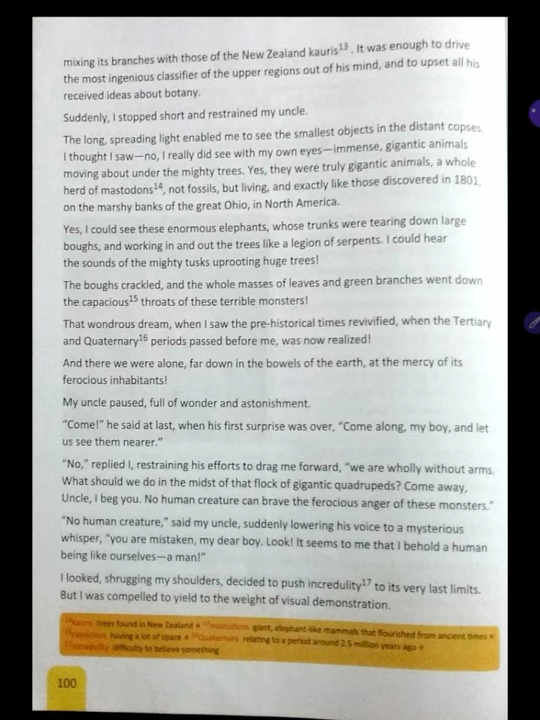 mixing its branches with those of the New Zealand kauris¹³ . It was enough to drive
the most ingenious classifier of the upper regions out of his mind, and to upset all his
received ideas about botany.
Suddenly, I stopped short and restrained my uncle.
The long, spreading light enabled me to see the smallest objects in the distant copses.
I thought I saw—no, I really did see with my own eyes—immense, gigantic animals
moving about under the mighty trees. Yes, they were truly gigantic animals, a whole
herd of mastodons¹⁴, not fossils, but living, and exactly like those discovered in 1801,
on the marshy banks of the great Ohio, in North America.
Yes, I could see these enormous elephants, whose trunks were tearing down large
boughs, and working in and out the trees like a legion of serpents. I could hear
the sounds of the mighty tusks uprooting huge trees!
The boughs crackled, and the whole masses of leaves and green branches went down
the capacious¹⁵ throats of these terrible monsters!
That wondrous dream, when I saw the pre-historical times revivified, when the Tertiary
and Quaternary¹⁶ periods passed before me, was now realized!
And there we were alone, far down in the bowels of the earth, at the mercy of its
ferocious inhabitants!
My uncle paused, full of wonder and astonishment.
"Come!" he said at last, when his first surprise was over, "Come along, my boy, and let
us see them nearer."
"No," replied I, restraining his efforts to drag me forward, "we are wholly without arms.
What should we do in the midst of that flock of gigantic quadrupeds? Come away,
Uncle, I beg you. No human creature can brave the ferocious anger of these monsters."
"No human creature," said my uncle, suddenly lowering his voice to a mysterious
whisper, "you are mistaken, my dear boy. Look! It seems to me that I behold a human
being like ourselves—a man!"
I looked, shrugging my shoulders, decided to push incredulity¹⁷ to its very last limits.
But I was compelled to yield to the weight of visual demonstration.
¹³kauris trees found in New Zealand • ¹⁴mastodons giant, elephant-like mammals that flourished from ancient times •
¹⁵capacious having a lot of space • ¹⁶Quaternary relating to a period around 2.5 million years ago •
¹⁷incredulity difficulty to believe something
100